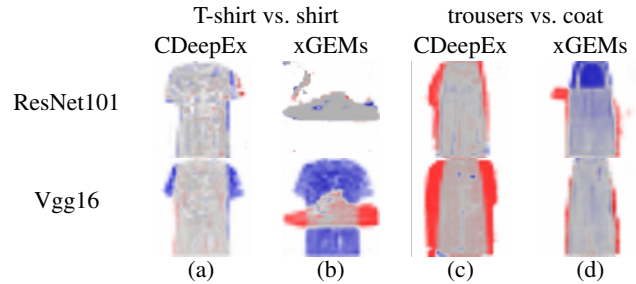 T-shirt vs. shirt trousers vs. coat
CDeepEx xGEMs CDeepEx xGEMs
ResNet101
Vgg16
(a) (b) (c) (d)